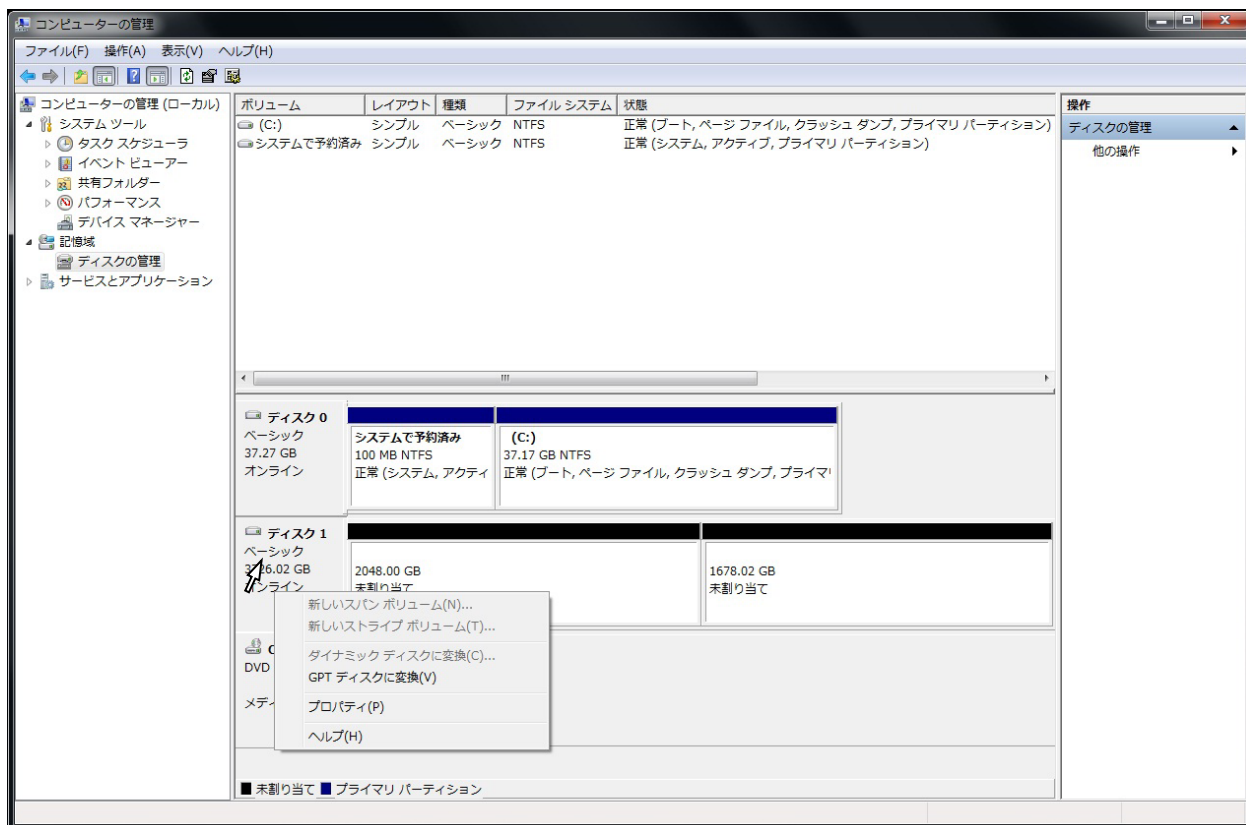 コンピューターの管理
ファイル(F) 操作(A) 表示(V) ヘルプ(H)
コンピューターの管理 (ローカル)
システム ツール
タスク スケジューラ
イベント ビューアー
共有フォルダー
パフォーマンス
デバイス マネージャー
記憶域
ディスクの管理
サービスとアプリケーション
ボリューム レイアウト 種類 ファイル システム 状態
(C:) シンプル ベーシック NTFS 正常 (ブート, ページ ファイル, クラッシュ ダンプ, プライマリ パーティション)
システムで予約済み シンプル ベーシック NTFS 正常 (システム, アクティブ, プライマリ パーティション)
操作
ディスクの管理
他の操作
ディスク 0
ベーシック
37.27 GB
オンライン
システムで予約済み
100 MB NTFS
正常 (システム, アクティ
(C:)
37.17 GB NTFS
正常 (ブート, ページ ファイル, クラッシュ ダンプ, プライマ
ディスク 1
ベーシック
3726.02 GB
オンライン
2048.00 GB
未割り当て
1678.02 GB
未割り当て
DVD
メディ
新しいスパン ボリューム(N)...
新しいストライプ ボリューム(T)...
ダイナミック ディスクに変換(C)...
GPT ディスクに変換(V)
プロパティ(P)
ヘルプ(H)
未割り当て プライマリ パーティション